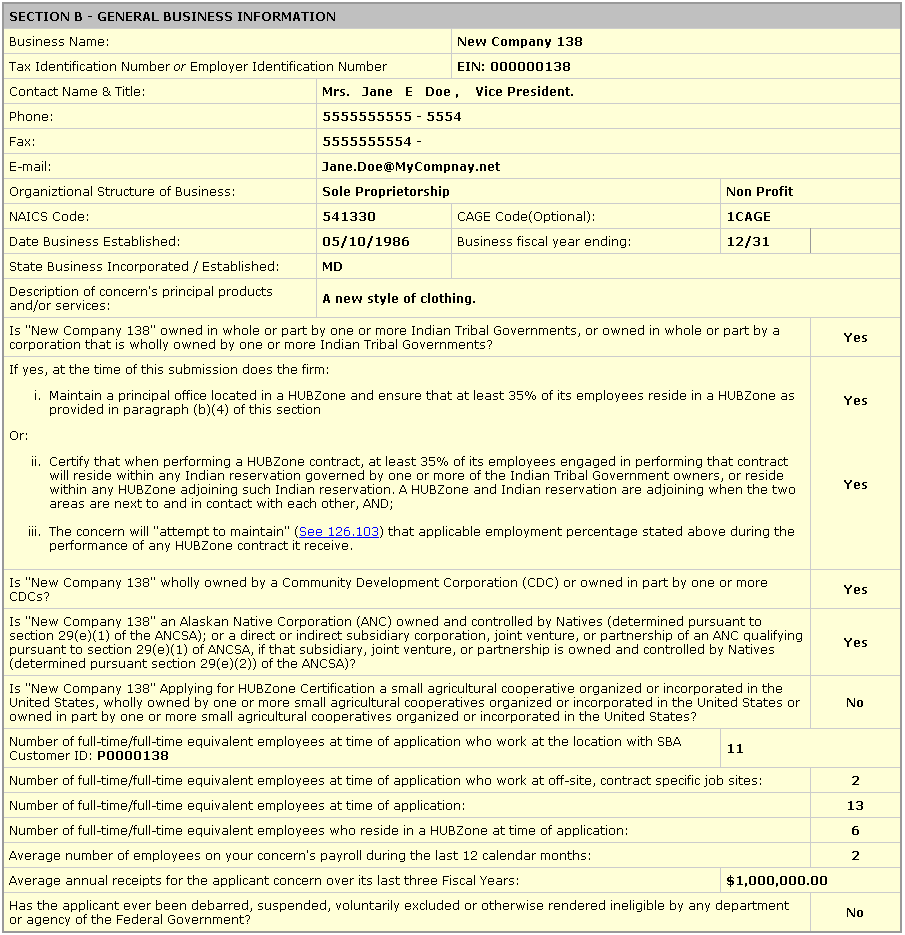 SECTION B - GENERAL BUSINESS INFORMATION
Business Name: New Company 138
Tax Identification Number or Employer Identification Number EIN: 000000138
Contact Name & Title: Mrs. Jane E Doe , Vice President.
Phone: 5555555555 - 5554
Fax: 5555555554 -
E-mail: Jane.Doe@MyCompnay.net
Organiztional Structure of Business: Sole Proprietorship Non Profit
NAICS Code: 541330 CAGE Code(Optional): 1CAGE
Date Business Established: 05/10/1986 Business fiscal year ending: 12/31
State Business Incorporated / Established: MD
Description of concern's principal products
and/or services: A new style of clothing.
Is "New Company 138" owned in whole or part by one or more Indian Tribal Governments, or owned in whole or part by a
corporation that is wholly owned by one or more Indian Tribal Governments? Yes
If yes, at the time of this submission does the firm:
i. Maintain a principal office located in a HUBZone and ensure that at least 35% of its employees reside in a HUBZone as
provided in paragraph (b)(4) of this section Yes
Or:
ii. Certify that when performing a HUBZone contract, at least 35% of its employees engaged in performing that contract
will reside within any Indian reservation governed by one or more of the Indian Tribal Government owners, or reside
within any HUBZone adjoining such Indian reservation. A HUBZone and Indian reservation are adjoining when the two
areas are next to and in contact with each other, AND; Yes
iii. The concern will "attempt to maintain" (See 126.103) that applicable employment percentage stated above during the
performance of any HUBZone contract it receive.
Is "New Company 138" wholly owned by a Community Development Corporation (CDC) or owned in part by one or more
CDCs? Yes
Is "New Company 138" an Alaskan Native Corporation (ANC) owned and controlled by Natives (determined pursuant to
section 29(e)(1) of the ANCSA); or a direct or indirect subsidiary corporation, joint venture, or partnership of an ANC qualifying
pursuant to section 29(e)(1) of ANCSA, if that subsidiary, joint venture, or partnership is owned and controlled by Natives
(determined pursuant section 29(e)(2)) of the ANCSA)? Yes
Is "New Company 138" Applying for HUBZone Certification a small agricultural cooperative organized or incorporated in the
United States, wholly owned by one or more small agricultural cooperatives organized or incorporated in the United States or
owned in part by one or more small agricultural cooperatives organized or incorporated in the United States? No
Number of full-time/full-time equivalent employees at time of application who work at the location with SBA
Customer ID: P0000138 11
Number of full-time/full-time equivalent employees at time of application who work at off-site, contract specific job sites: 2
Number of full-time/full-time equivalent employees at time of application: 13
Number of full-time/full-time equivalent employees who reside in a HUBZone at time of application: 6
Average number of employees on your concern's payroll during the last 12 calendar months: 2
Average annual receipts for the applicant concern over its last three Fiscal Years: $1,000,000.00
Has the applicant ever been debarred, suspended, voluntarily excluded or otherwise rendered ineligible by any department
or agency of the Federal Government? No